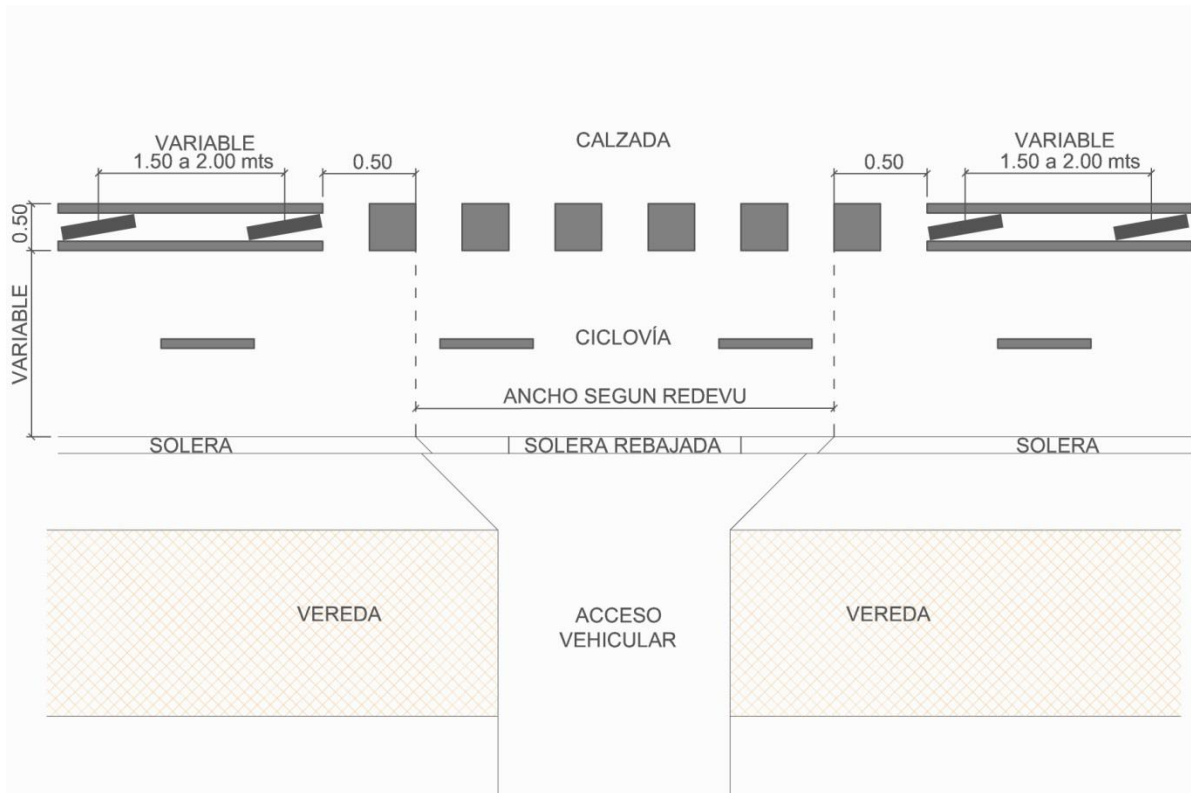 VARIABLE
1.50 a 2.00 mts
0.50
CALZADA
0.50
VARIABLE
1.50 a 2.00 mts
0.50
VARIABLE
CICLOVÍA
ANCHO SEGUN REDEVU
SOLERA
SOLERA REBAJADA
SOLERA
VEREDA
ACCESO
VEHICULAR
VEREDA